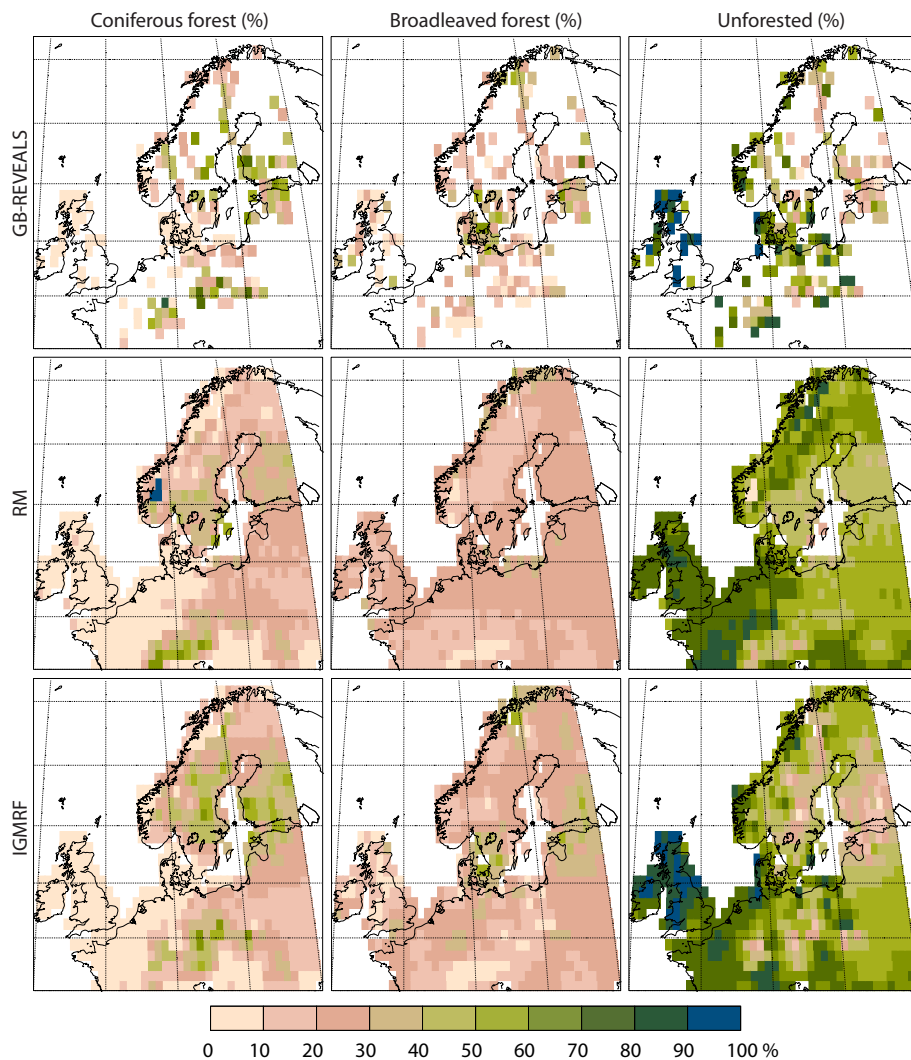 Coniferous forest (%) Broadleaved forest (%) Unforested (%)
GB-REVEALS
RM
IGMRF
0 10 20 30 40 50 60 70 80 90 100 %